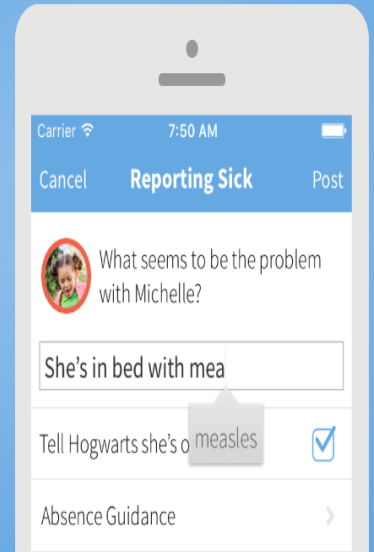 Carrier 7:50 AM
Cancel Reporting Sick Post
What seems to be the problem
with Michelle?
She's in bed with mea
measles
Tell Hogwarts she's o
Absence Guidance